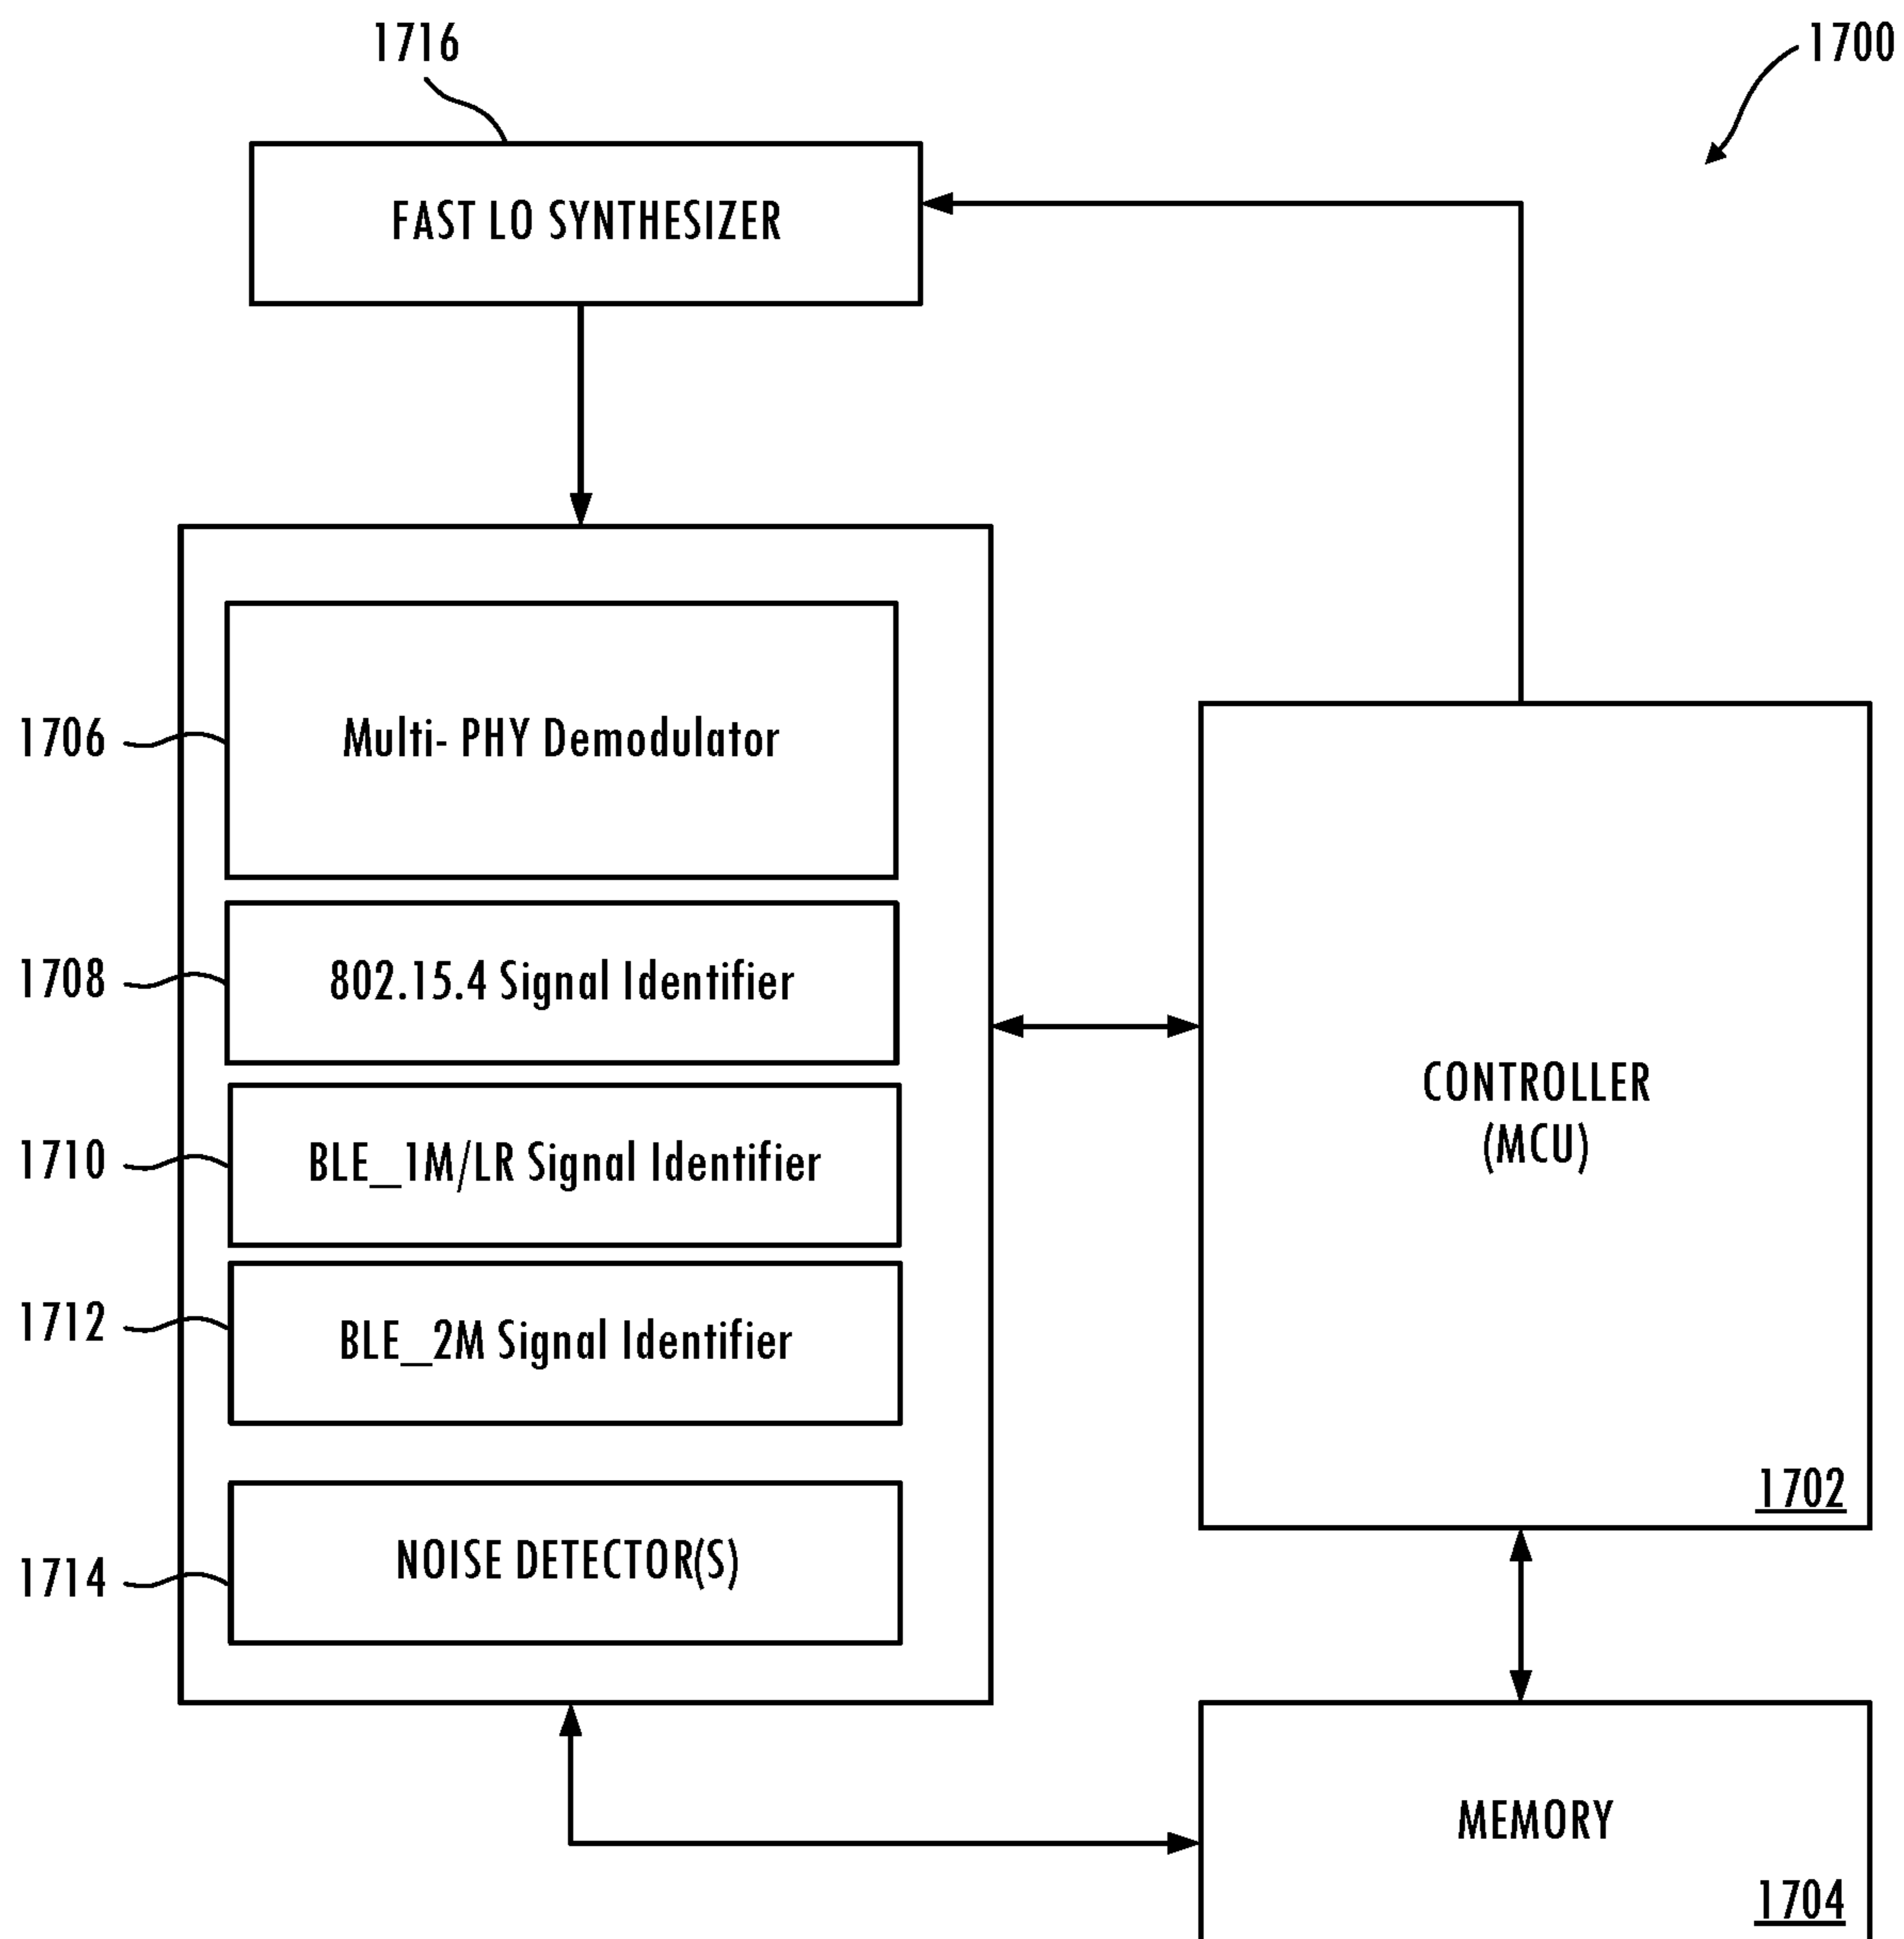 1716
1700
FAST LO SYNTHESIZER
1706
Multi- PHY Demodulator
1708
802.15.4 Signal Identifier
1710
BLE_1M/LR Signal Identifier
1712
BLE_2M Signal Identifier
1714
NOISE DETECTOR(S)
CONTROLLER
(MCU)
1702
MEMORY
1704